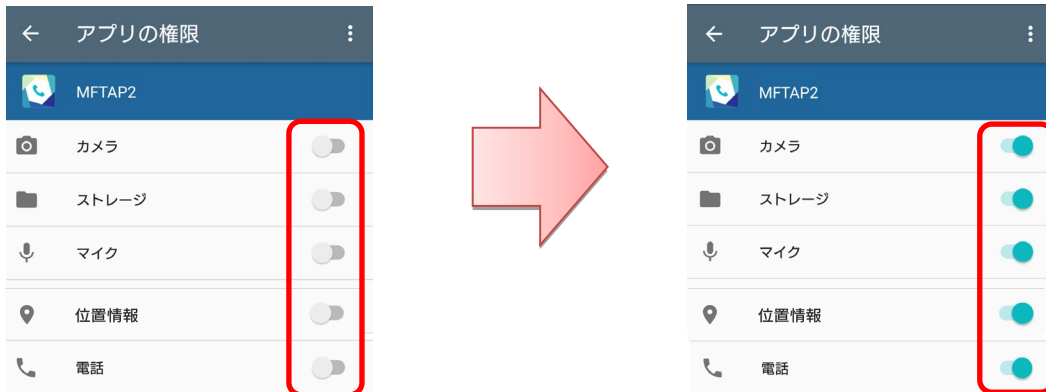 アプリの権限
MFTAP2
カメラ
ストレージ
マイク
位置情報
電話
アプリの権限
MFTAP2
カメラ
ストレージ
マイク
位置情報
電話